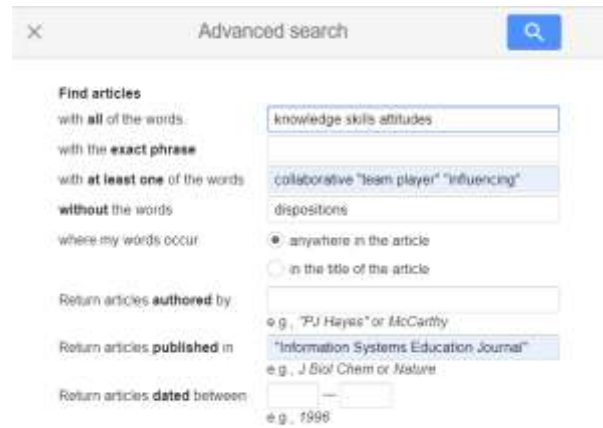 Advanced search
Find articles
with all of the words. knowledge skills attitudes
with the exact phrase
with at least one of the words collaborative "team player" "influencing"
without the words dispositions
where my words occur anywhere in the article
in the title of the article
Return articles authored by
e.g., "PJ Hayes" or McCarthy
Return articles published in "Information Systems Education Journal"
e.g., J Biol Chem or Nature
Return articles dated between —
e.g., 1996